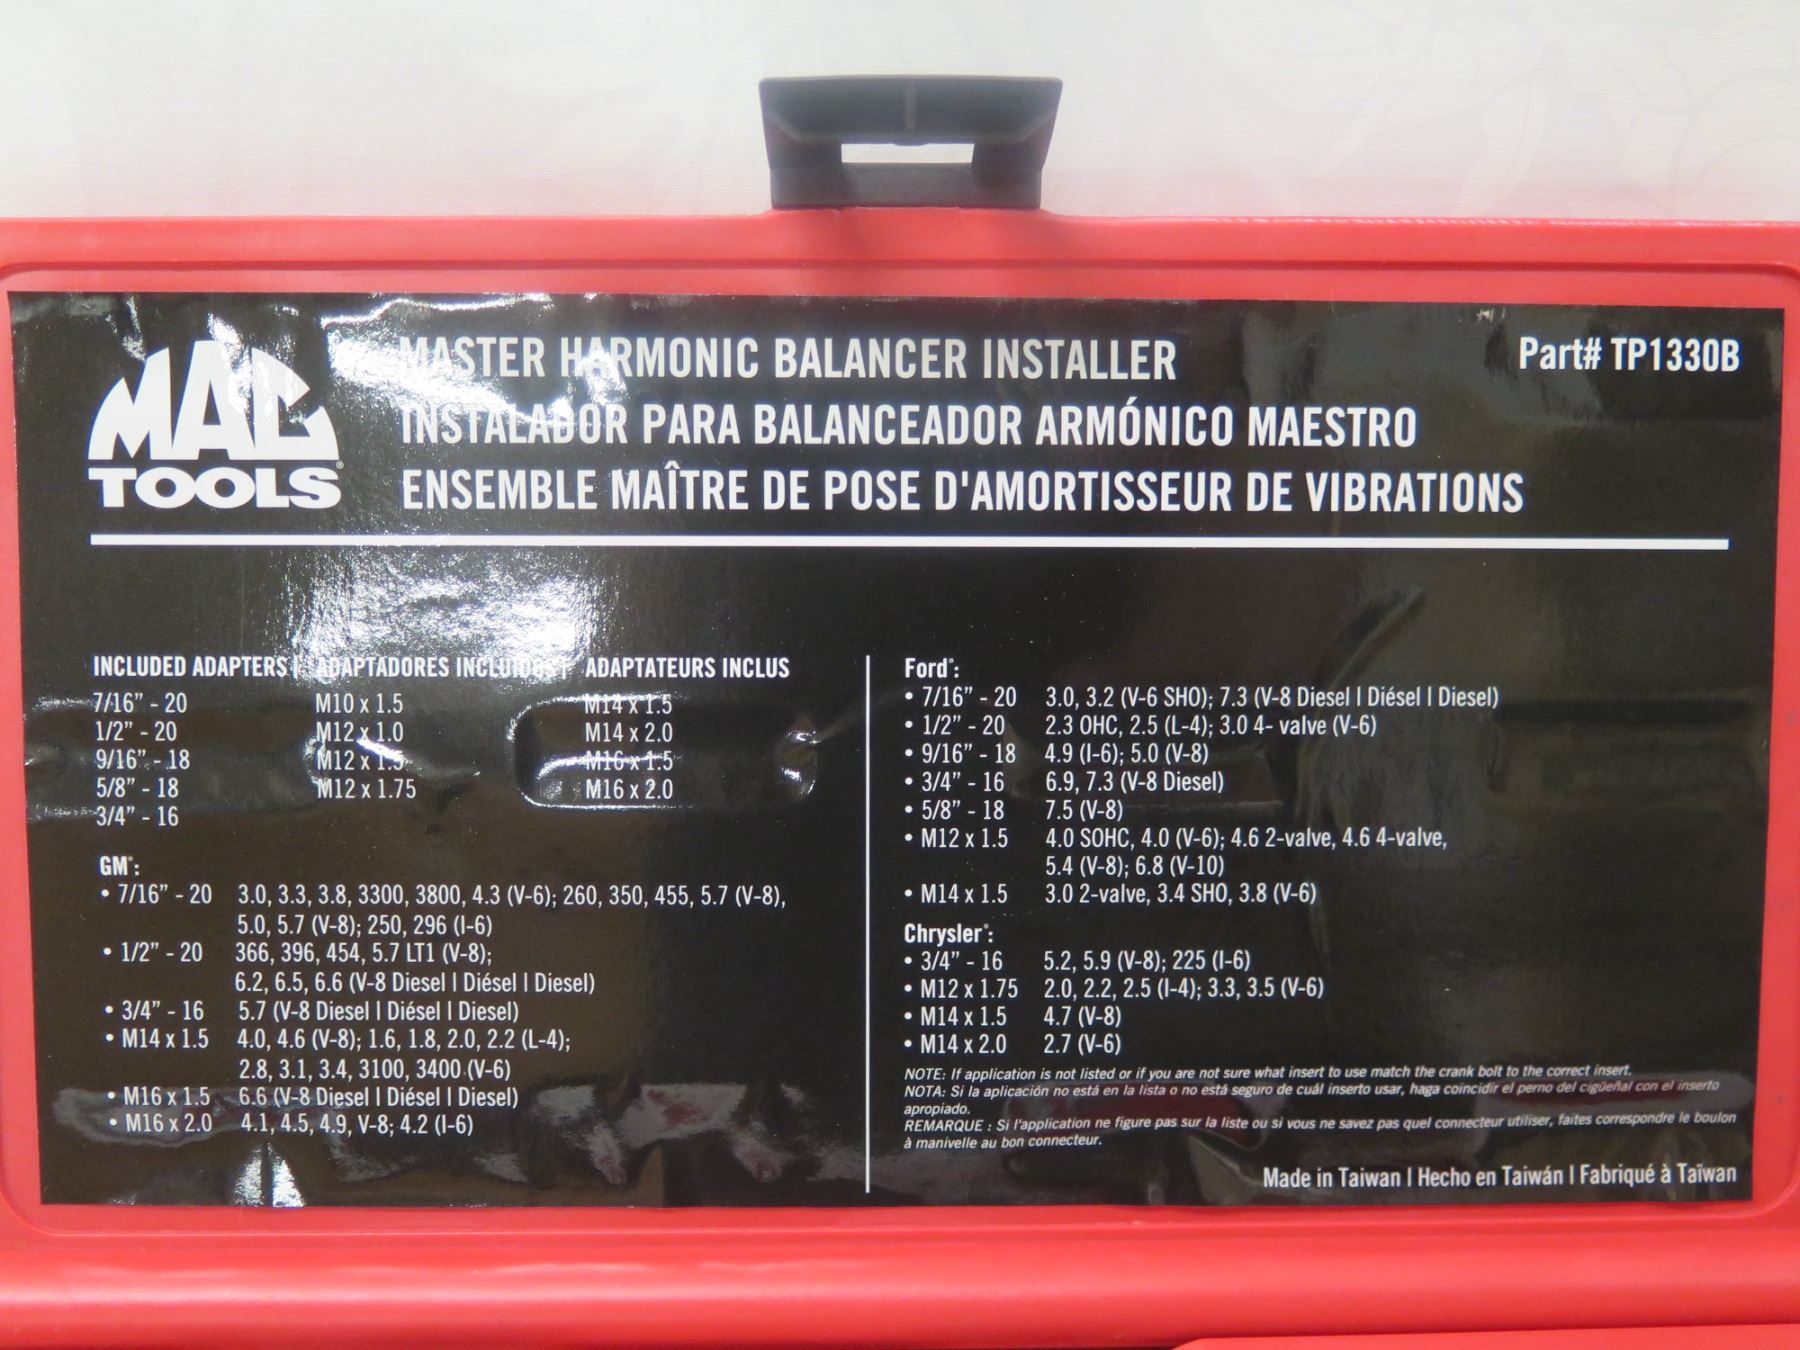 MAC
TOOLS
MASTER HARMONIC BALANCER INSTALLER
Part# TP1330B
INSTALADOR PARA BALANCEADOR ARMÓNICO MAESTRO
ENSEMBLE MAÎTRE DE POSE D'AMORTISSEUR DE VIBRATIONS
INCLUDED ADAPTERS | ADAPTADORES INCLUIDOS | ADAPTATEURS INCLUS
7/16” - 20 M10 x 1.5 M14 x 1.5
1/2” - 20 M12 x 1.0 M14 x 2.0
9/16” - 18 M12 x 1.5 M16 x 1.5
5/8” - 18 M12 x 1.75 M16 x 2.0
3/4” - 16
GM®:
• 7/16” - 20 3.0, 3.3, 3.8, 3300, 3800, 4.3 (V-6); 260, 350, 455, 5.7 (V-8),
5.0, 5.7 (V-8); 250, 296 (I-6)
• 1/2” - 20 366, 396, 454, 5.7 LT1 (V-8);
6.2, 6.5, 6.6 (V-8 Diesel | Diésel | Diesel)
• 3/4” - 16 5.7 (V-8 Diesel | Diésel | Diesel)
• M14 x 1.5 4.0, 4.6 (V-8); 1.6, 1.8, 2.0, 2.2 (L-4);
2.8, 3.1, 3.4, 3100, 3400 (V-6)
• M16 x 1.5 6.6 (V-8 Diesel | Diésel | Diesel)
• M16 x 2.0 4.1, 4.5, 4.9, V-8; 4.2 (I-6)
Ford®:
• 7/16” - 20 3.0, 3.2 (V-6 SHO); 7.3 (V-8 Diesel | Diésel | Diesel)
• 1/2” - 20 2.3 OHC, 2.5 (L-4); 3.0 4- valve (V-6)
• 9/16” - 18 4.9 (I-6); 5.0 (V-8)
• 3/4” - 16 6.9, 7.3 (V-8 Diesel)
• 5/8” - 18 7.5 (V-8)
• M12 x 1.5 4.0 SOHC, 4.0 (V-6); 4.6 2-valve, 4.6 4-valve,
5.4 (V-8); 6.8 (V-10)
• M14 x 1.5 3.0 2-valve, 3.4 SHO, 3.8 (V-6)
Chrysler®:
• 3/4” - 16 5.2, 5.9 (V-8); 225 (I-6)
• M12 x 1.75 2.0, 2.2, 2.5 (I-4); 3.3, 3.5 (V-6)
• M14 x 1.5 4.7 (V-8)
• M14 x 2.0 2.7 (V-6)
NOTE: If application is not listed or if you are not sure what insert to use match the crank bolt to the correct insert.
NOTA: Si la aplicación no está en la lista o no está seguro de cuál inserto usar, haga coincidir el perno del cigüeñal con el inserto
apropiado.
REMARQUE : Si l'application ne figure pas sur la liste ou si vous ne savez pas quel connecteur utiliser, faites correspondre le boulon
à manivelle au bon connecteur.
Made in Taiwan | Hecho en Taiwán | Fabriqué à Taïwan